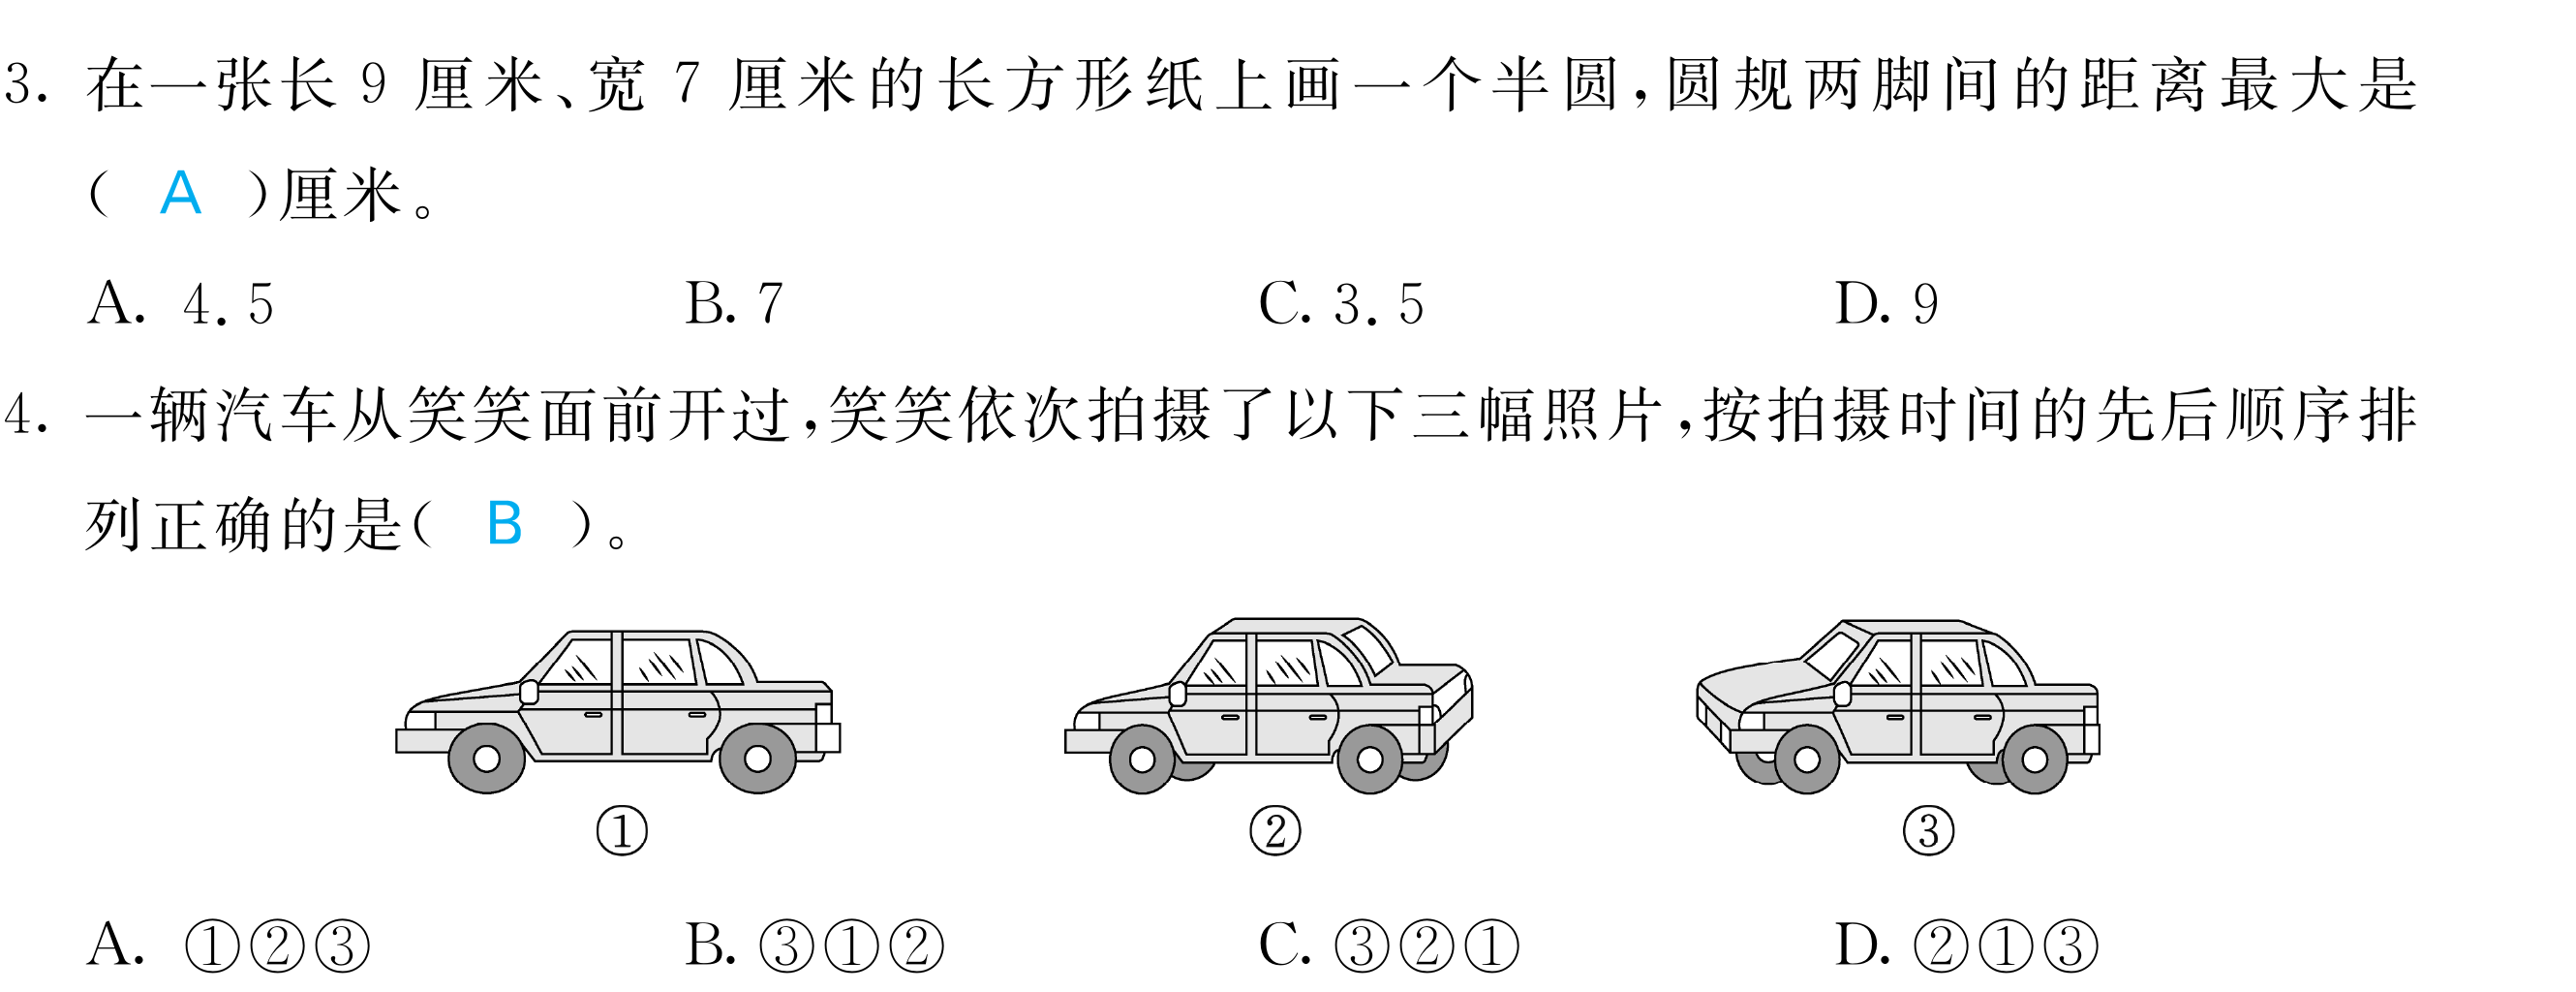 3. 在一张长 9 厘米、宽 7 厘米的长方形纸上画一个半圆,圆规两脚间的距离最大是
( A )厘米。
A. 4.5 B. 7 C. 3.5 D. 9
4. 一辆汽车从笑笑面前开过,笑笑依次拍摄了以下三幅照片,按拍摄时间的先后顺序排
列正确的是( B )。
① ② ③
A. ①②③ B. ③①② C. ③②① D. ②①③